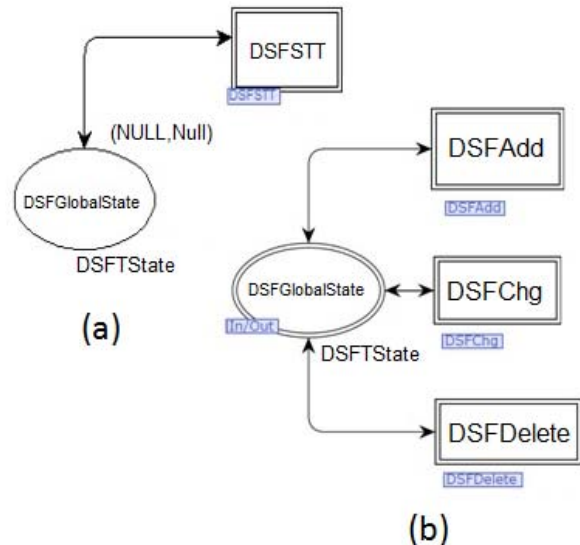 DSFSTT
DSFSTT
(NULL,Null)
DSFGlobalState
DSFTState
(a)
DSFAdd
DSFAdd
DSFGlobalState
In/Out
DSFTState
DSFChg
DSFChg
DSFDelete
DSFDelete
(b)